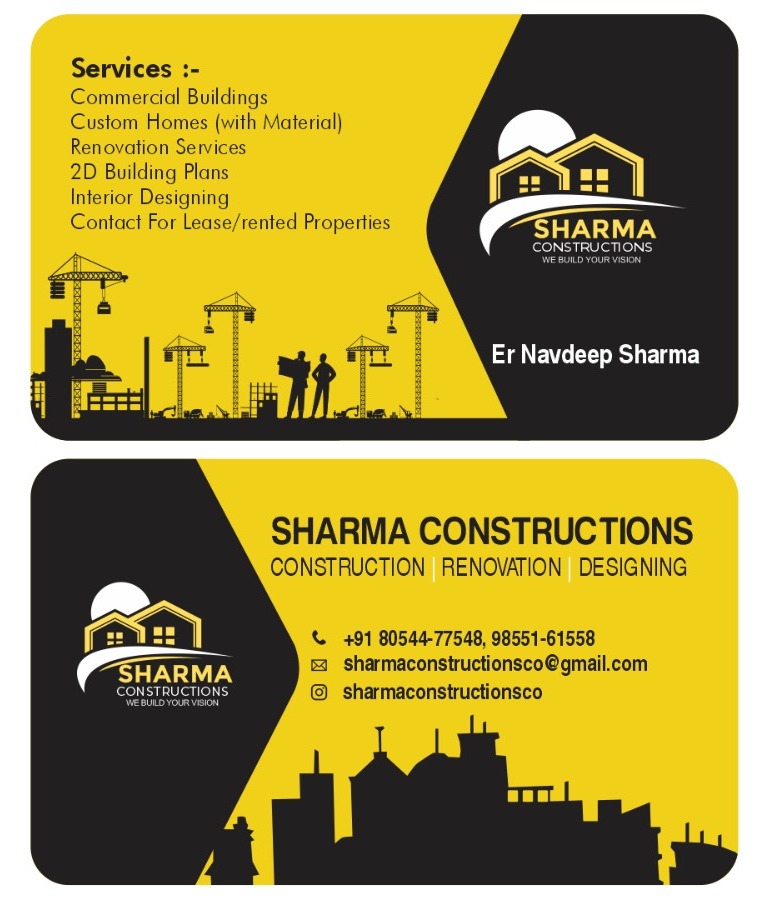 Services :-
Commercial Buildings
Custom Homes (with Material)
Renovation Services
2D Building Plans
Interior Designing
Contact For Lease/rented Properties
SHARMA
CONSTRUCTIONS
WE BUILD YOUR VISION
Er Navdeep Sharma
SHARMA
CONSTRUCTIONS
WE BUILD YOUR VISION
SHARMA CONSTRUCTIONS
CONSTRUCTION | RENOVATION | DESIGNING
+91 80544-77548, 98551-61558
sharmaconstructionsco@gmail.com
sharmaconstructionsco